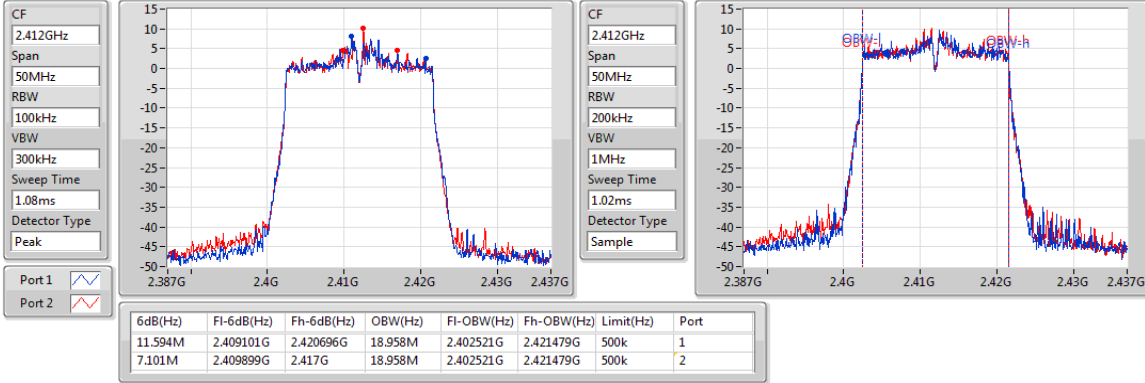 CF
2.412GHz
Span
50MHz
RBW
100kHz
VBW
300kHz
Sweep Time
1.08ms
Detector Type
Peak
Port 1
Port 2
15
10
5
0
-5
-10
-15
-20
-25
-30
-35
-40
-45
-50
2.387G 2.4G 2.41G 2.42G 2.43G 2.437G
CF
2.412GHz
Span
50MHz
RBW
200kHz
VBW
1MHz
Sweep Time
1.02ms
Detector Type
Sample
15
10
5
0
-5
-10
-15
-20
-25
-30
-35
-40
-45
-50
OBW-l OBW-h
2.387G 2.4G 2.41G 2.42G 2.43G 2.437G
6dB(Hz) Fl-6dB(Hz) Fh-6dB(Hz) OBW(Hz) Fl-OBW(Hz) Fh-OBW(Hz) Limit(Hz) Port
11.594M 2.409101G 2.420696G 18.958M 2.402521G 2.421479G 500k 1
7.101M 2.409899G 2.417G 18.958M 2.402521G 2.421479G 500k 2